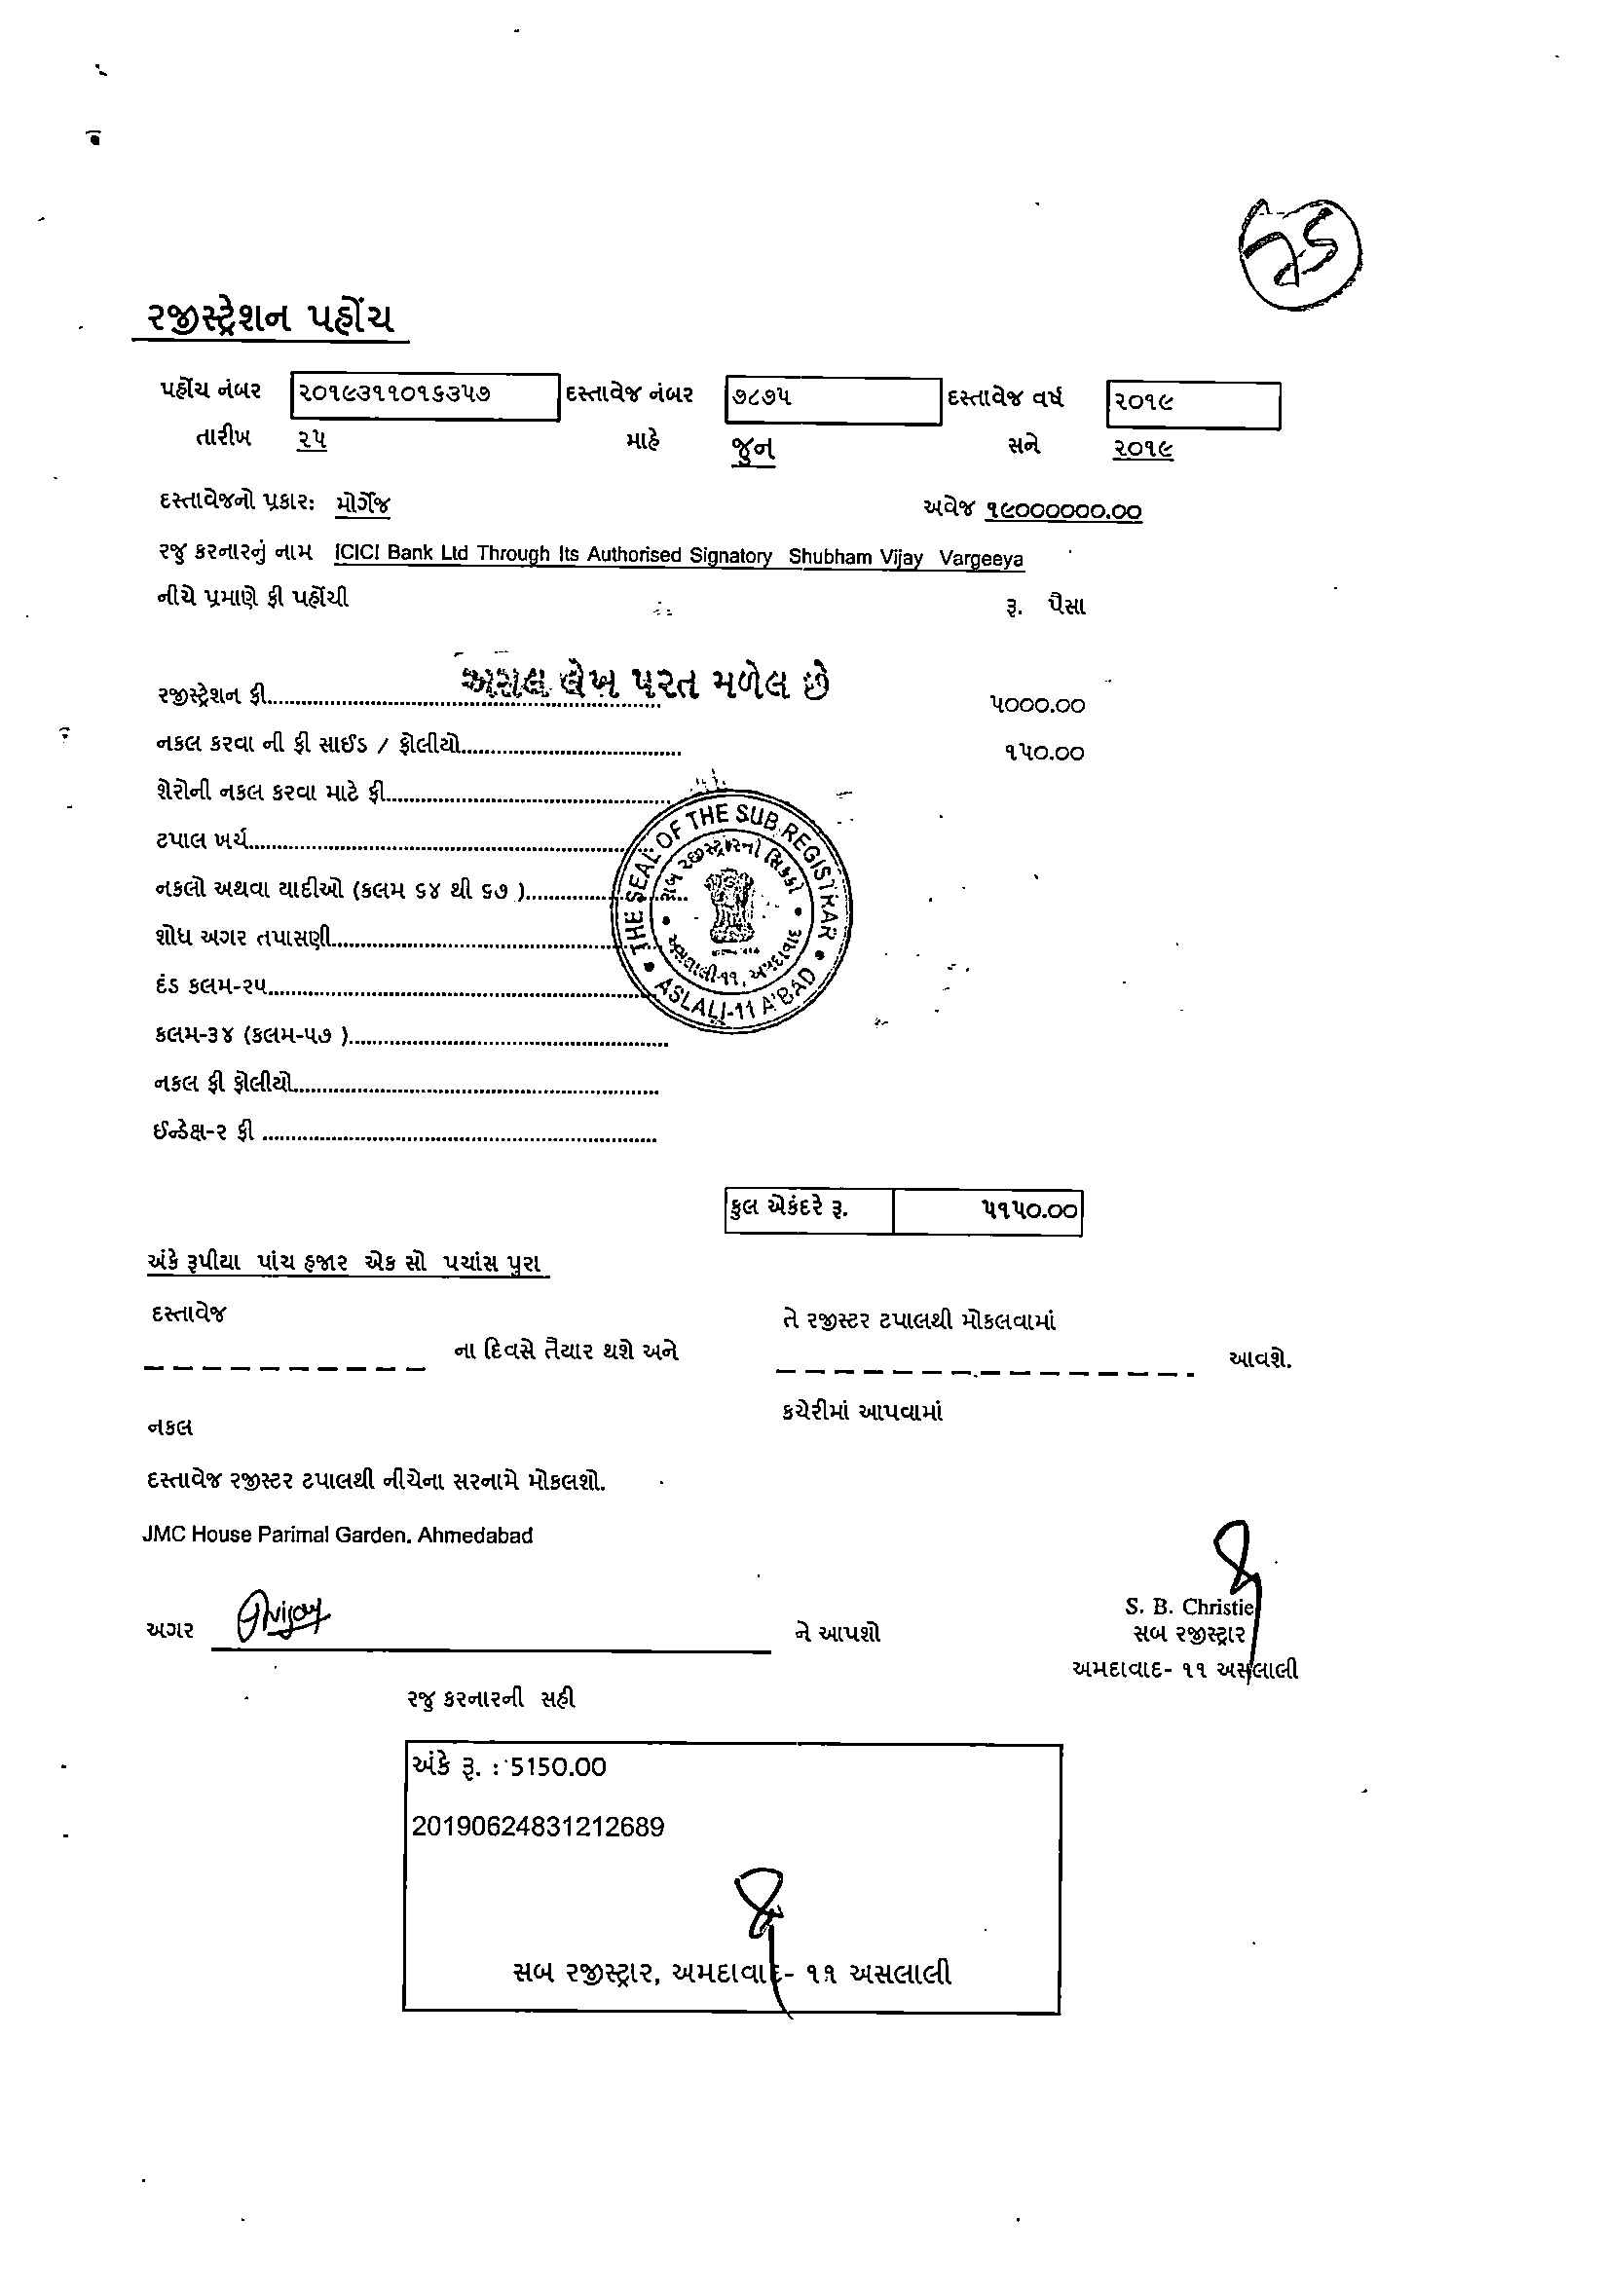 રજીસ્ટ્રેશન પહોંચ
પહોંચ નંબર ૨૦૧૯૩૧૧૦૧૬૩૫૭ દસ્તાવેજ નંબર ૭૮૭૫ દસ્તાવેજ વર્ષ ૨૦૧૯
તારીખ ૨૫ માહે જુન સને ૨૦૧૯
દસ્તાવેજનો પ્રકાર: મોર્ગેજ અવેજ ૧૯૦૦૦૦૦૦.૦૦
રજુ કરનારનું નામ ICICI Bank Ltd Through Its Authorised Signatory Shubham Vijay Vargeeya
નીચે પ્રમાણે ફી પહોંચી રૂ. પૈસા
અસલ લેખ પરત મળેલ છે
રજીસ્ટ્રેશન ફી................ ૫૦૦૦.૦૦
નકલ કરવા ની ફી સાઈડ / ફોલીયો................ ૧૫૦.૦૦
શેરોની નકલ કરવા માટે ફી................
ટપાલ ખર્ચ................
નકલો અથવા યાદીઓ (કલમ ૬૪ થી ૬૭ )................
શોધ અગર તપાસણી................
દંડ કલમ-૨૫................
કલમ-૩૪ (કલમ-૫૭ )................
નકલ ફી ફોલીયો................
ઈન્ડેક્ષ-૨ ફી ................
THE SEAL OF THE SUB REGISTRAR
સબ રજીસ્ટ્રારનો સિક્કો
અસલાલી-૧૧, અમદાવાદ
ASLALI-11 A'BAD
કુલ એકંદરે રૂ. ૫૧૫૦.૦૦
અંકે રૂપીયા પાંચ હજાર એક સો પચાંસ પુરા
દસ્તાવેજ તે રજીસ્ટર ટપાલથી મોકલવામાં
ના દિવસે તૈયાર થશે અને આવશે.
નકલ કચેરીમાં આપવામાં
દસ્તાવેજ રજીસ્ટર ટપાલથી નીચેના સરનામે મોકલશો.
JMC House Parimal Garden. Ahmedabad
S. B. Christie
અગર ને આપશો સબ રજીસ્ટ્રાર
અમદાવાદ- ૧૧ અસલાલી
રજુ કરનારની સહી
અંકે રૂ. : 5150.00
20190624831212689
સબ રજીસ્ટ્રાર, અમદાવાદ- ૧૧ અસલાલી